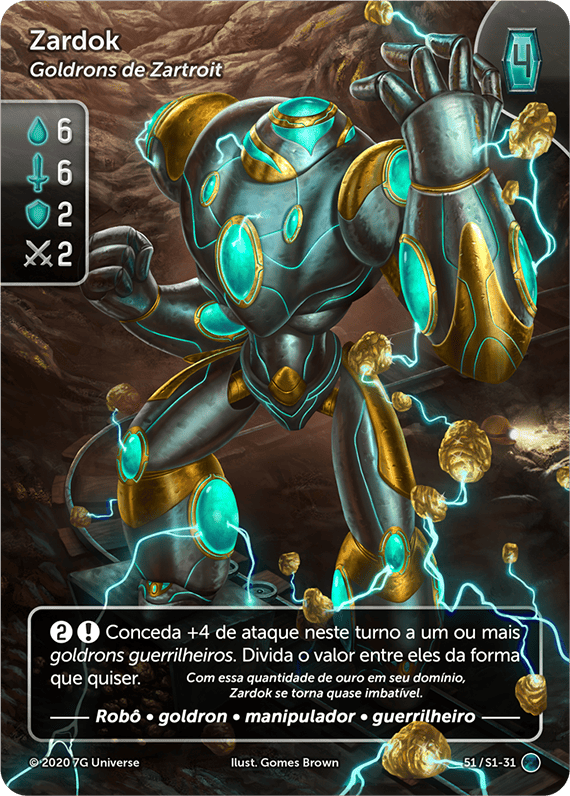 Zardok
Goldrons de Zartroit
4
6
6
2
2
2 ! Conceda +4 de ataque neste turno a um ou mais
goldrons guerrilheiros. Divida o valor entre eles da forma
que quiser.
Com essa quantidade de ouro em seu domínio,
Zardok se torna quase imbatível.
Robô • goldron • manipulador • guerrilheiro
© 2020 7G Universe
Ilust. Gomes Brown
51 / S1-31